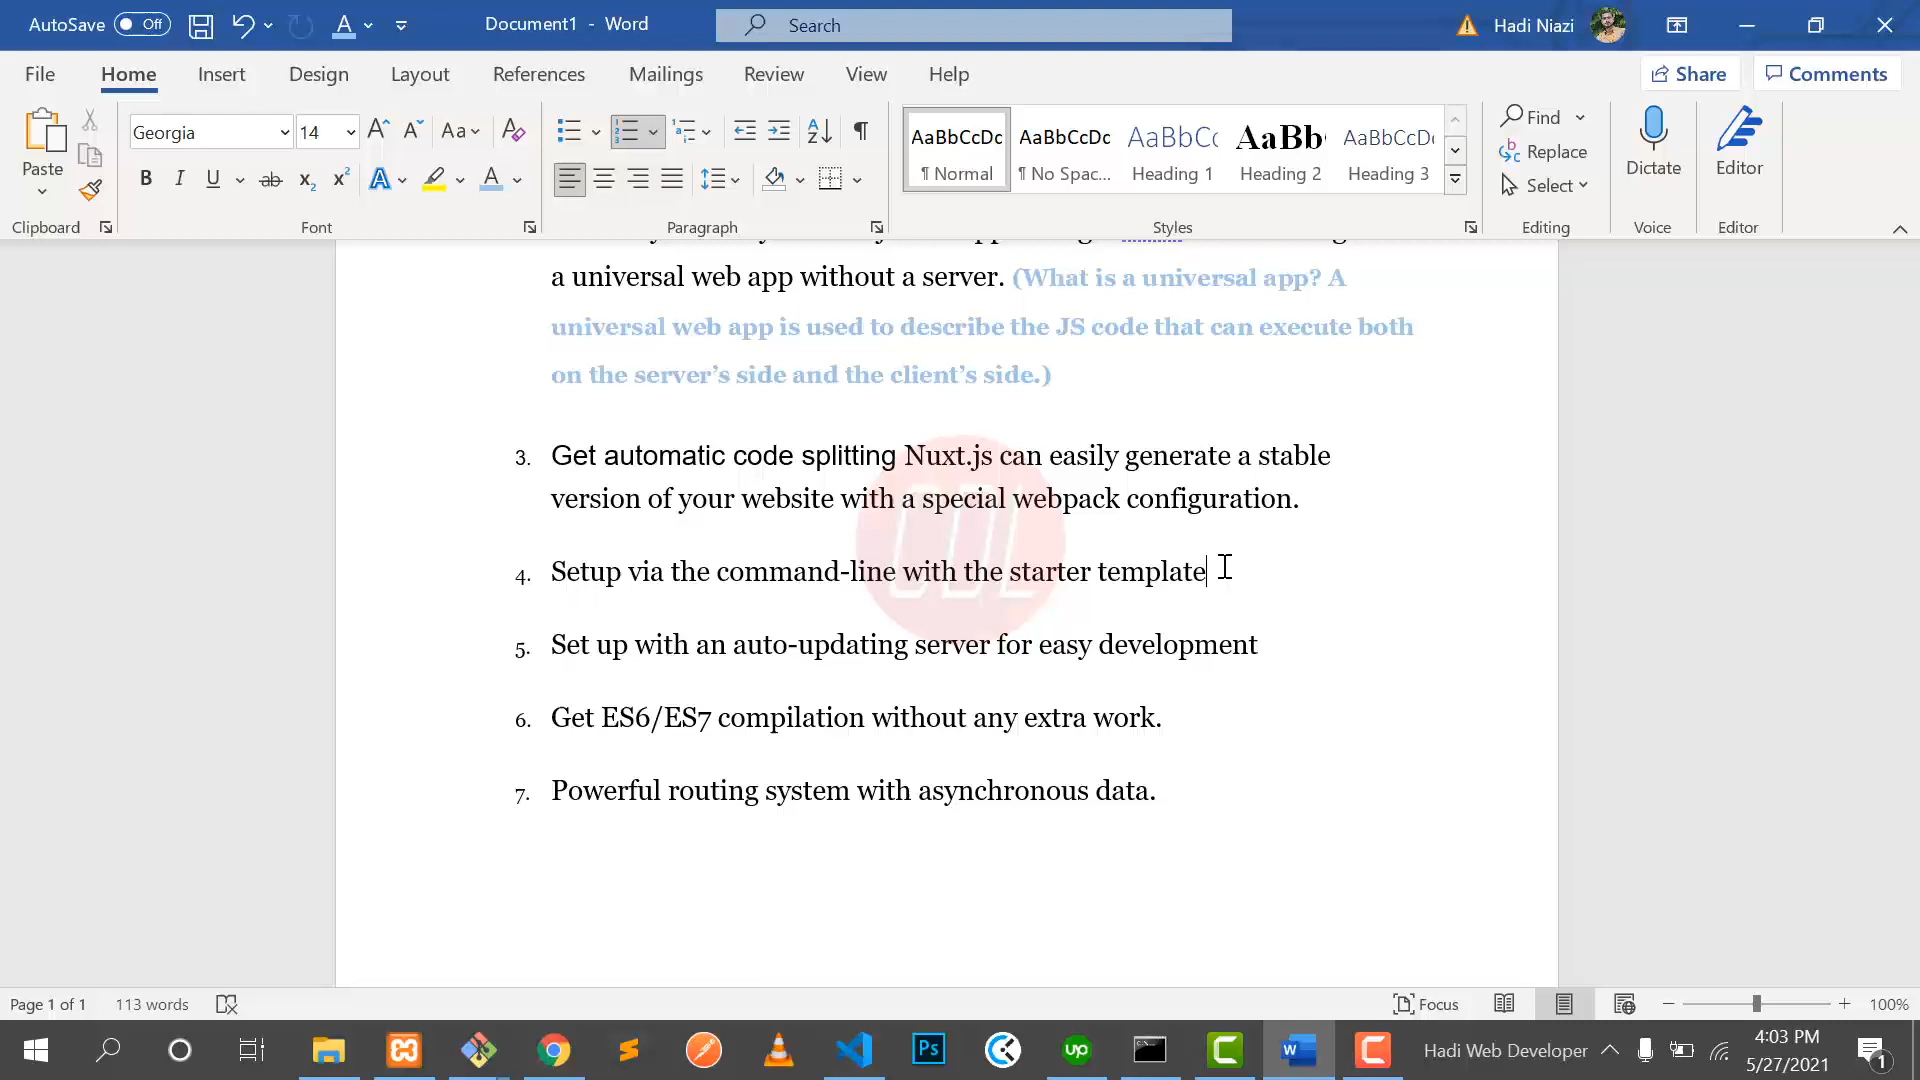 AutoSave Off Document1 - Word Search Hadi Niazi
File Home Insert Design Layout References Mailings Review View Help Share Comments
Paste
Clipboard
Georgia 14
Font
Paragraph
AaBbCcDc ¶ Normal
AaBbCcDc ¶ No Spac...
AaBbCc Heading 1
AaBb Heading 2
AaBbCcD Heading 3
Styles
Find
Replace
Select
Editing
Dictate
Voice
Editor
Editor
a universal web app without a server. (What is a universal app? A
universal web app is used to describe the JS code that can execute both
on the server’s side and the client’s side.)
3. Get automatic code splitting Nuxt.js can easily generate a stable
version of your website with a special webpack configuration.
4. Setup via the command-line with the starter template
5. Set up with an auto-updating server for easy development
6. Get ES6/ES7 compilation without any extra work.
7. Powerful routing system with asynchronous data.
Page 1 of 1 113 words Focus 100%
Hadi Web Developer 4:03 PM
5/27/2021